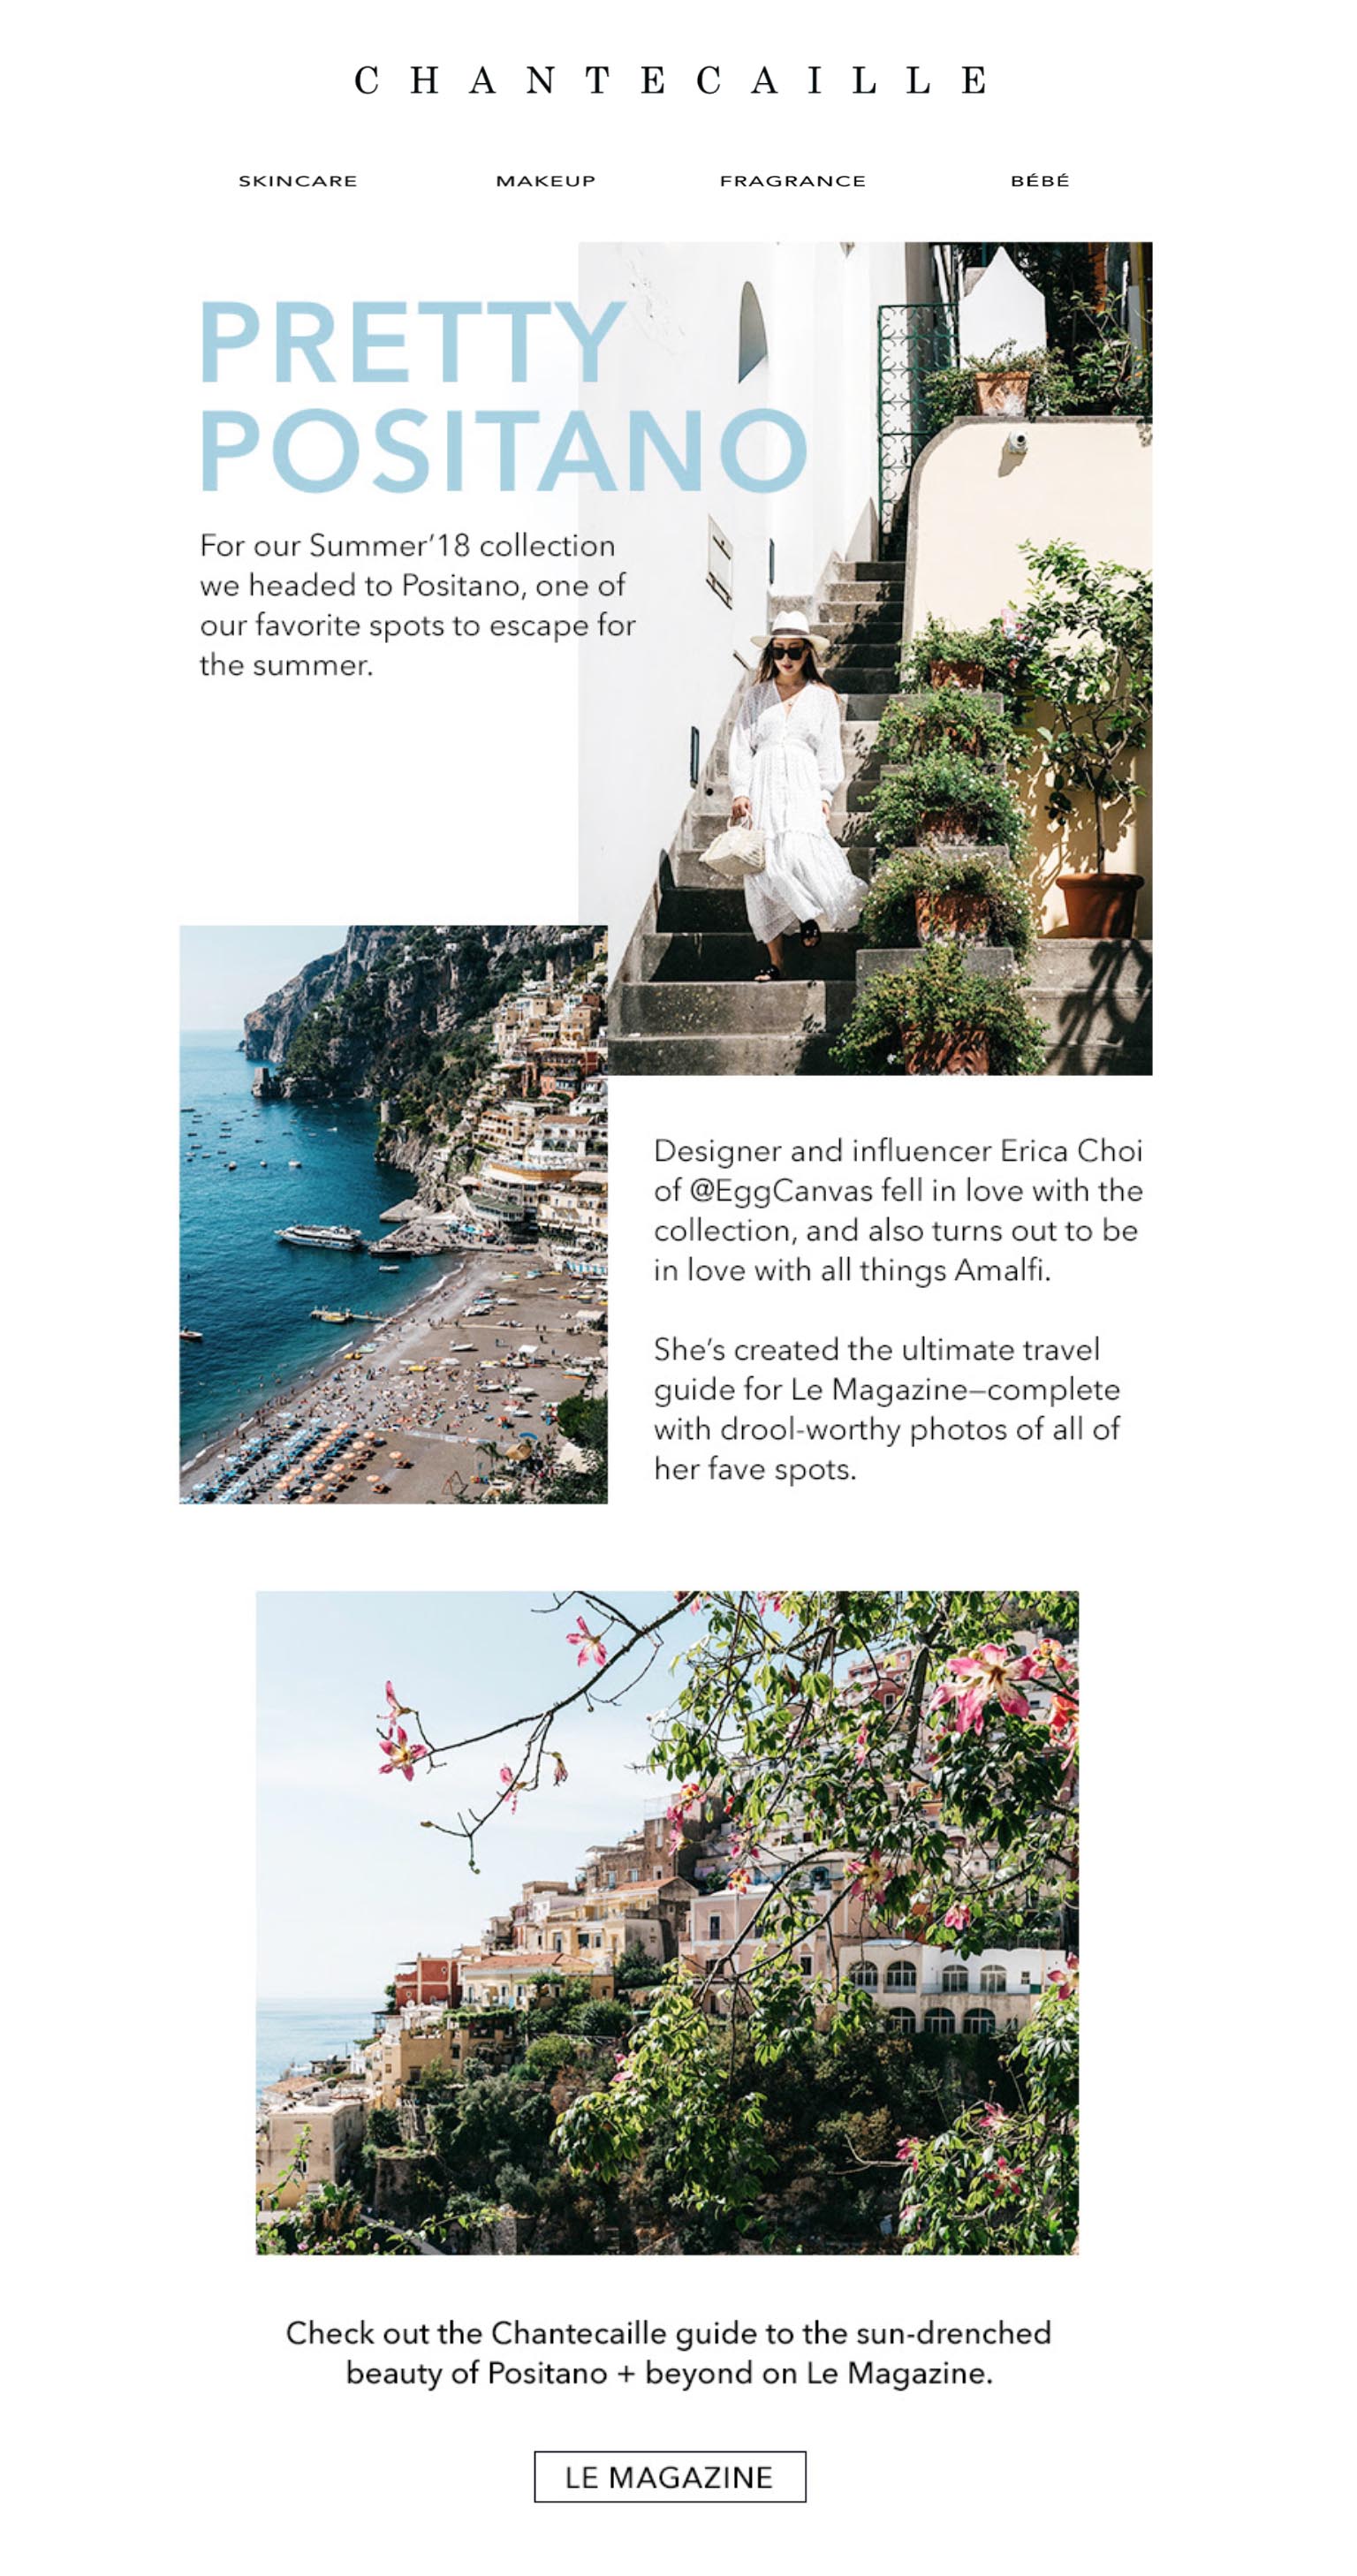 CHANTECAILLE
SKINCARE MAKEUP FRAGRANCE BÉBÉ
PRETTY
POSITANO
For our Summer'18 collection
we headed to Positano, one of
our favorite spots to escape for
the summer.
Designer and influencer Erica Choi
of @EggCanvas fell in love with the
collection, and also turns out to be
in love with all things Amalfi.
She's created the ultimate travel
guide for Le Magazine—complete
with drool-worthy photos of all of
her fave spots.
Check out the Chantecaille guide to the sun-drenched
beauty of Positano + beyond on Le Magazine.
LE MAGAZINE